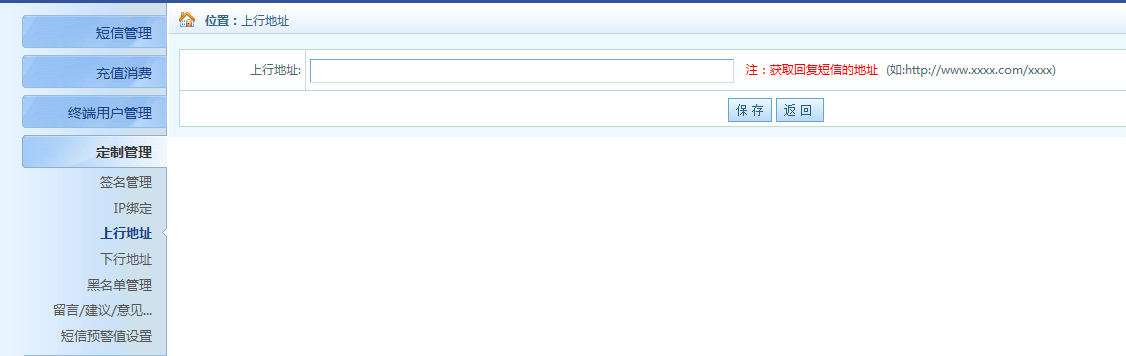 短信管理
充值消费
终端用户管理
定制管理
签名管理
IP绑定
上行地址
下行地址
黑名单管理
留言/建议/意见...
短信预警值设置
位置：上行地址
上行地址:
注：获取回复短信的地址 (如:http://www.xxxx.com/xxxx)
保存 返回